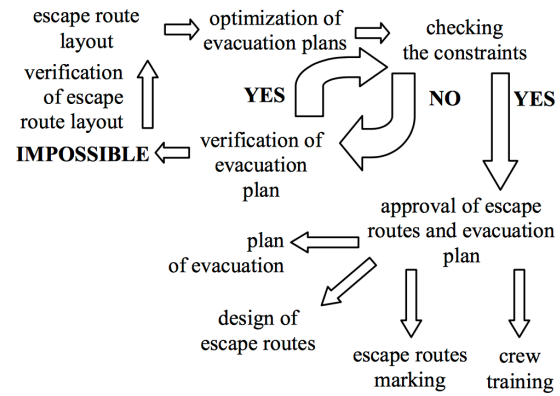 escape route
layout
optimization of
evacuation plans
checking
the constraints
verification
of escape
route layout
YES
NO
YES
IMPOSSIBLE
verification of
evacuation
plan
approval of escape
routes and evacuation
plan
plan
of evacuation
design of
escape routes
escape routes
marking
crew
training